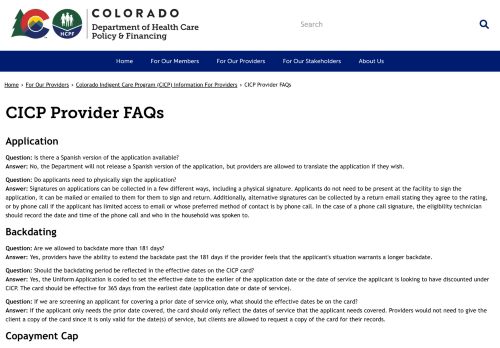 COLORADO
Department of Health Care
Policy & Financing
HCPF
Search
Home
For Our Members
For Our Providers
For Our Stakeholders
About Us
Home › For Our Providers › Colorado Indigent Care Program (CICP) Information For Providers › CICP Provider FAQs
CICP Provider FAQs
Application
Question: Is there a Spanish version of the application available?
Answer: No, the Department will not release a Spanish version of the application, but providers are allowed to translate the application if they wish.
Question: Do applicants need to physically sign the application?
Answer: Signatures on applications can be collected in a few different ways, including a physical signature. Applicants do not need to be present at the facility to sign the
application, it can be mailed or emailed to them for them to sign and return. Additionally, alternative signatures can be collected by a return email stating they agree to the rating,
or by phone call if the applicant has limited access to email or whose preferred method of contact is by phone call. In the case of a phone call signature, the eligibility technician
should record the date and time of the phone call and who in the household was spoken to.
Backdating
Question: Are we allowed to backdate more than 181 days?
Answer: Yes, providers have the ability to extend the backdate past the 181 days if the provider feels that the applicant's situation warrants a longer backdate.
Question: Should the backdating period be reflected in the effective dates on the CICP card?
Answer: Yes, the Uniform Application is coded to set the effective date to the earlier of the application date or the date of service the applicant is looking to have discounted under
CICP. The card should be effective for 365 days from the earliest date (application date or date of service).
Question: If we are screening an applicant for covering a prior date of service only, what should the effective dates be on the card?
Answer: If the applicant only needs the prior date covered, the card should only reflect the dates of service that the applicant needs covered. Providers would not need to give
the client a copy of the card since it is only valid for the date(s) of service, but clients are allowed to request a copy of the card for their records.
Copayment Cap